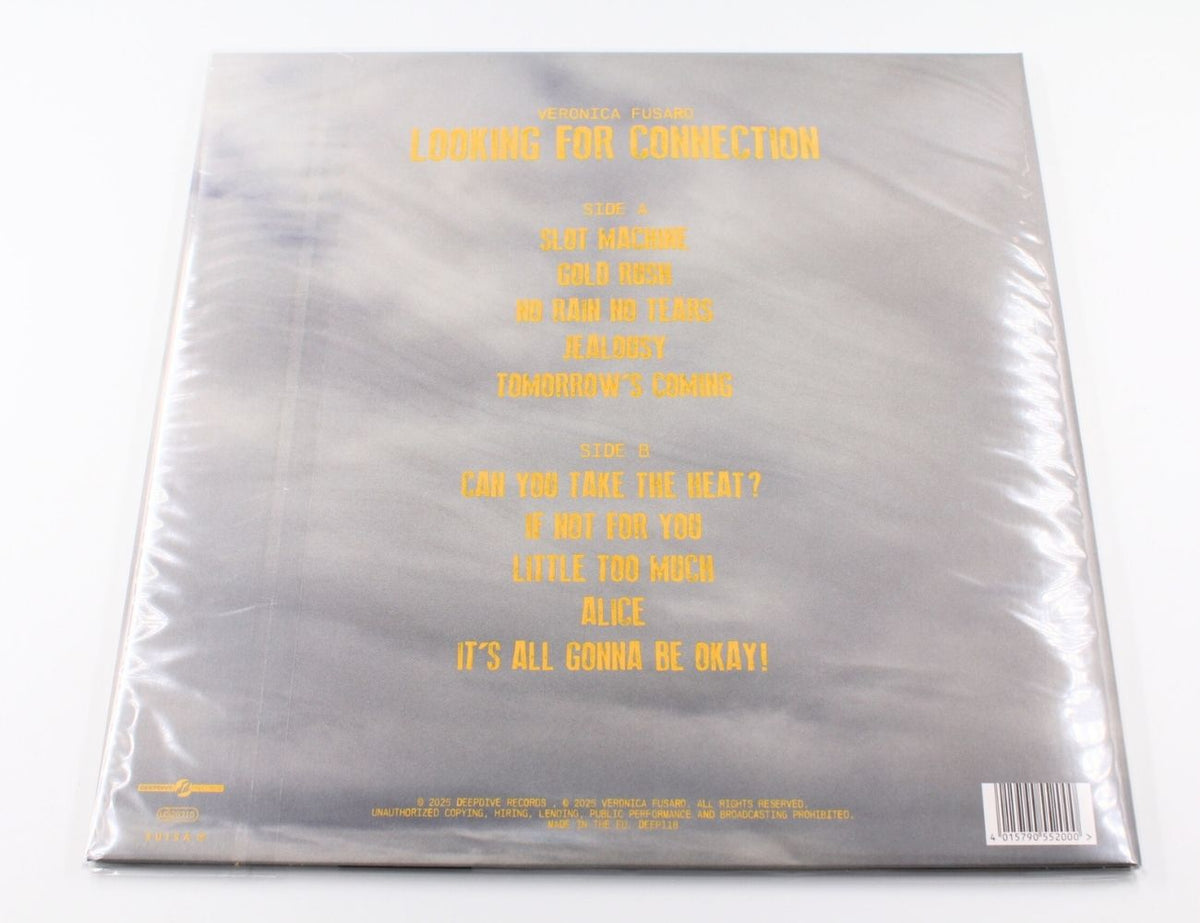 VERONICA FUSARO
LOOKING FOR CONNECTION
SIDE A
SLOT MACHINE
GOLD RUSH
NO RAIN NO TEARS
JEALOUSY
TOMORROW'S COMING
SIDE B
CAN YOU TAKE THE HEAT?
IF NOT FOR YOU
LITTLE TOO MUCH
ALICE
IT'S ALL GONNA BE OKAY!
DEEPDIVE RECORDS
℗ 2025 DEEPDIVE RECORDS , © 2025 VERONICA FUSARO. ALL RIGHTS RESERVED.
UNAUTHORIZED COPYING, HIRING, LENDING, PUBLIC PERFORMANCE AND BROADCASTING PROHIBITED.
MADE IN THE EU. DEEP110
4 015790 552000 >